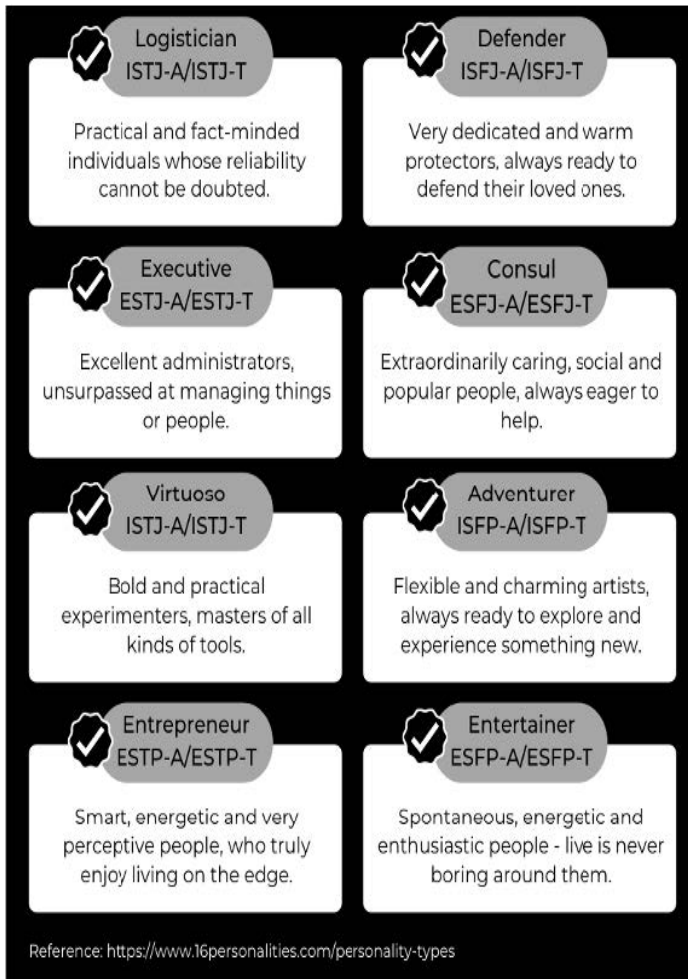 Logistician
ISTJ-A/ISTJ-T
Practical and fact-minded
individuals whose reliability
cannot be doubted.
Defender
ISFJ-A/ISFJ-T
Very dedicated and warm
protectors, always ready to
defend their loved ones.
Executive
ESTJ-A/ESTJ-T
Excellent administrators,
unsurpassed at managing things
or people.
Consul
ESFJ-A/ESFJ-T
Extraordinarily caring, social and
popular people, always eager to
help.
Virtuoso
ISTJ-A/ISTJ-T
Bold and practical
experimenters, masters of all
kinds of tools.
Adventurer
ISFP-A/ISFP-T
Flexible and charming artists,
always ready to explore and
experience something new.
Entrepreneur
ESTP-A/ESTP-T
Smart, energetic and very
perceptive people, who truly
enjoy living on the edge.
Entertainer
ESFP-A/ESFP-T
Spontaneous, energetic and
enthusiastic people - live is never
boring around them.
Reference: https://www.16personalities.com/personality-types